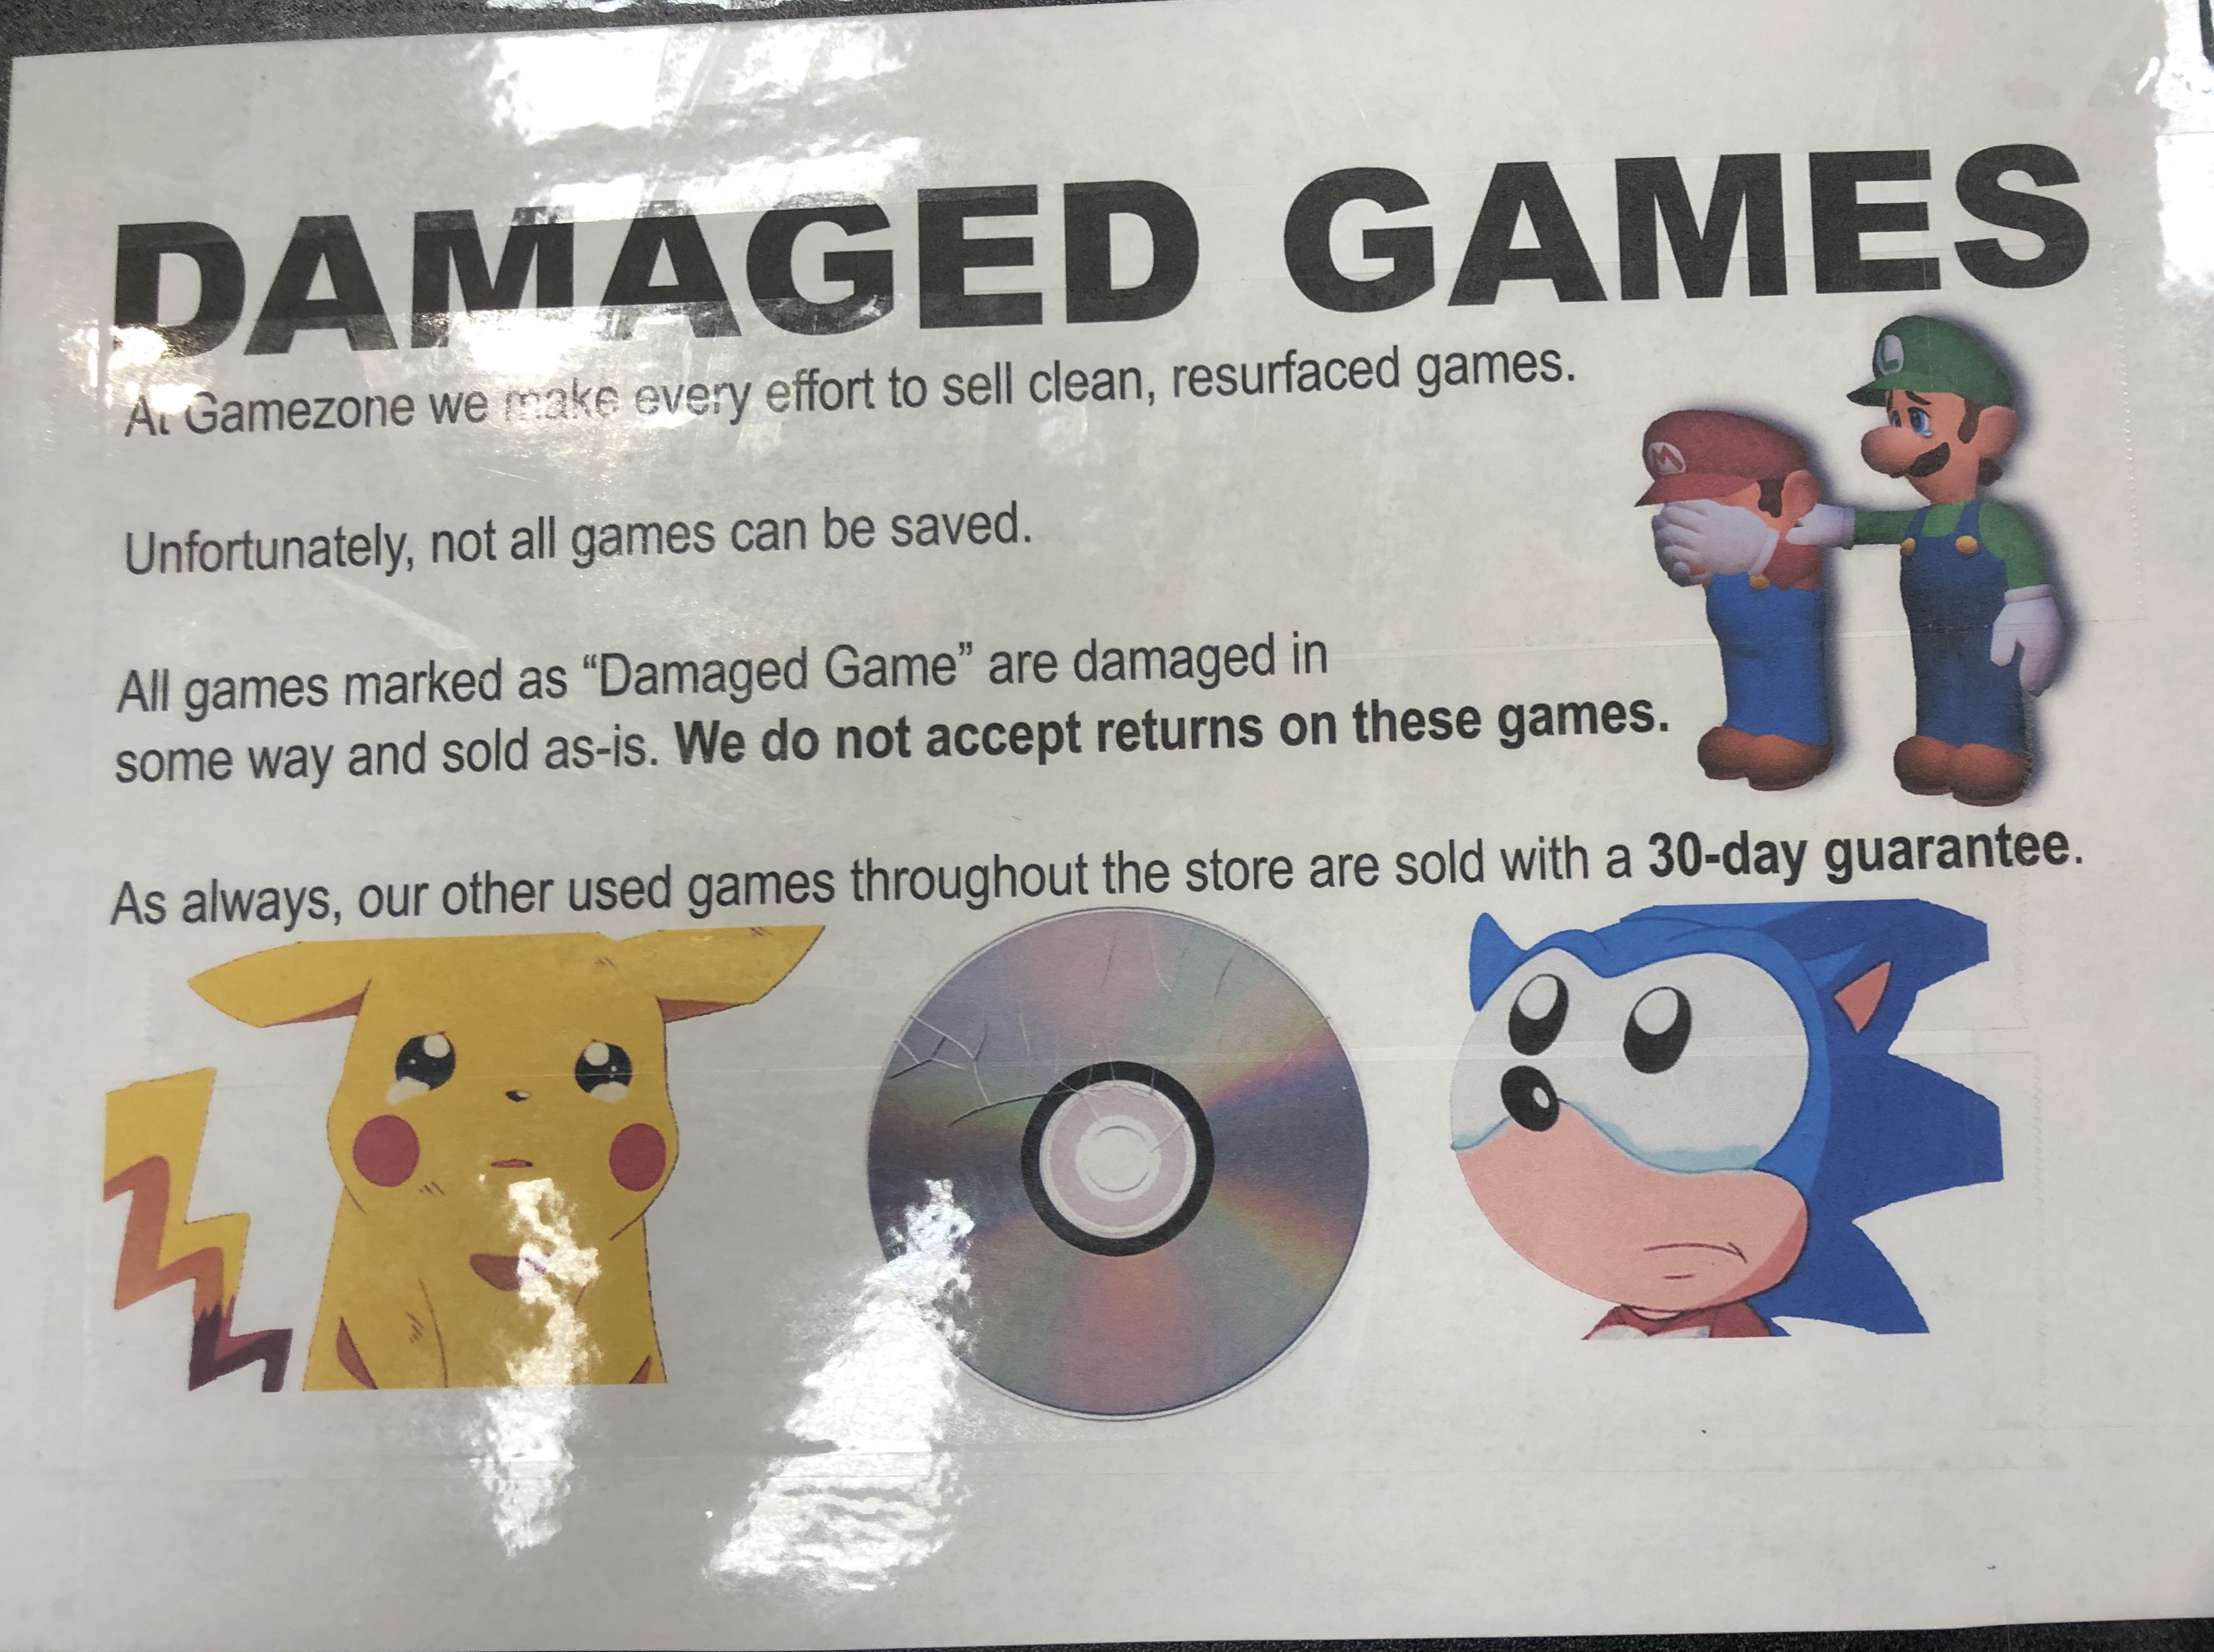 DAMAGED GAMES
At Gamezone we make every effort to sell clean, resurfaced games.
Unfortunately, not all games can be saved.
All games marked as “Damaged Game” are damaged in
some way and sold as-is. We do not accept returns on these games.
As always, our other used games throughout the store are sold with a 30-day guarantee.
L
M